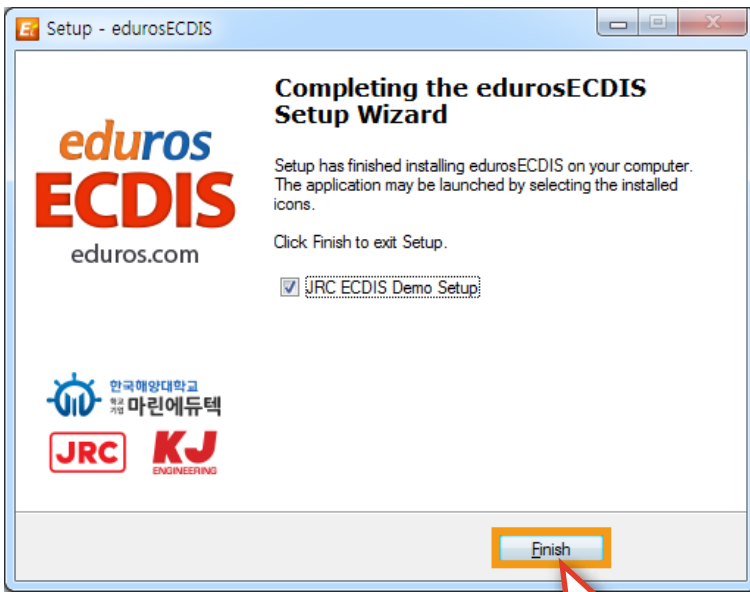 Setup - edurosECDIS
Completing the edurosECDIS
Setup Wizard
eduros
ECDIS
eduros.com
Setup has finished installing edurosECDIS on your computer.
The application may be launched by selecting the installed
icons.
Click Finish to exit Setup.
JRC ECDIS Demo Setup
한국해양대학교
학교
기업 마린에듀텍
JRC
KJ
ENGINEERING
Finish